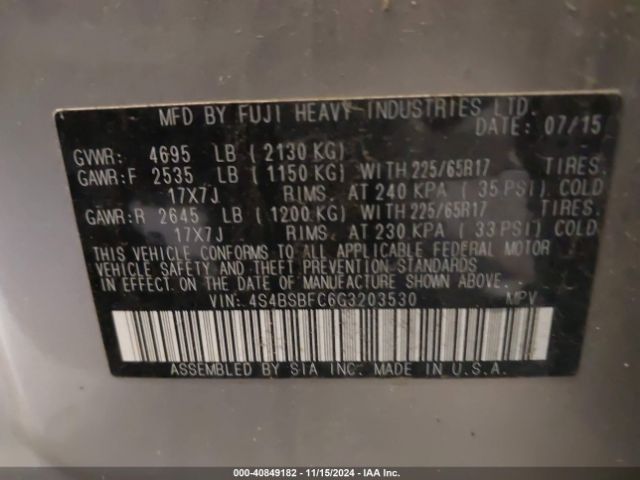 MFD BY FUJI HEAVY INDUSTRIES LTD.
DATE: 07/15
GVWR: 4695 LB ( 2130 KG)
GAWR:F 2535 LB ( 1150 KG) WITH 225/65R17 TIRES.
17X7J RIMS. AT 240 KPA ( 35 PSI) COLD
GAWR:R 2645 LB ( 1200 KG) WITH 225/65R17 TIRES.
17X7J RIMS. AT 230 KPA ( 33 PSI) COLD
THIS VEHICLE CONFORMS TO ALL APPLICABLE FEDERAL MOTOR
VEHICLE SAFETY AND THEFT PREVENTION STANDARDS IN EFFECT
ON THE DATE OF MANUFACTURE SHOWN ABOVE.
VIN: 4S4BSBFC6G3203530 MPV
ASSEMBLED BY SIA INC. MADE IN U.S.A.
000-40849182 - 11/15/2024 - IAAI.com